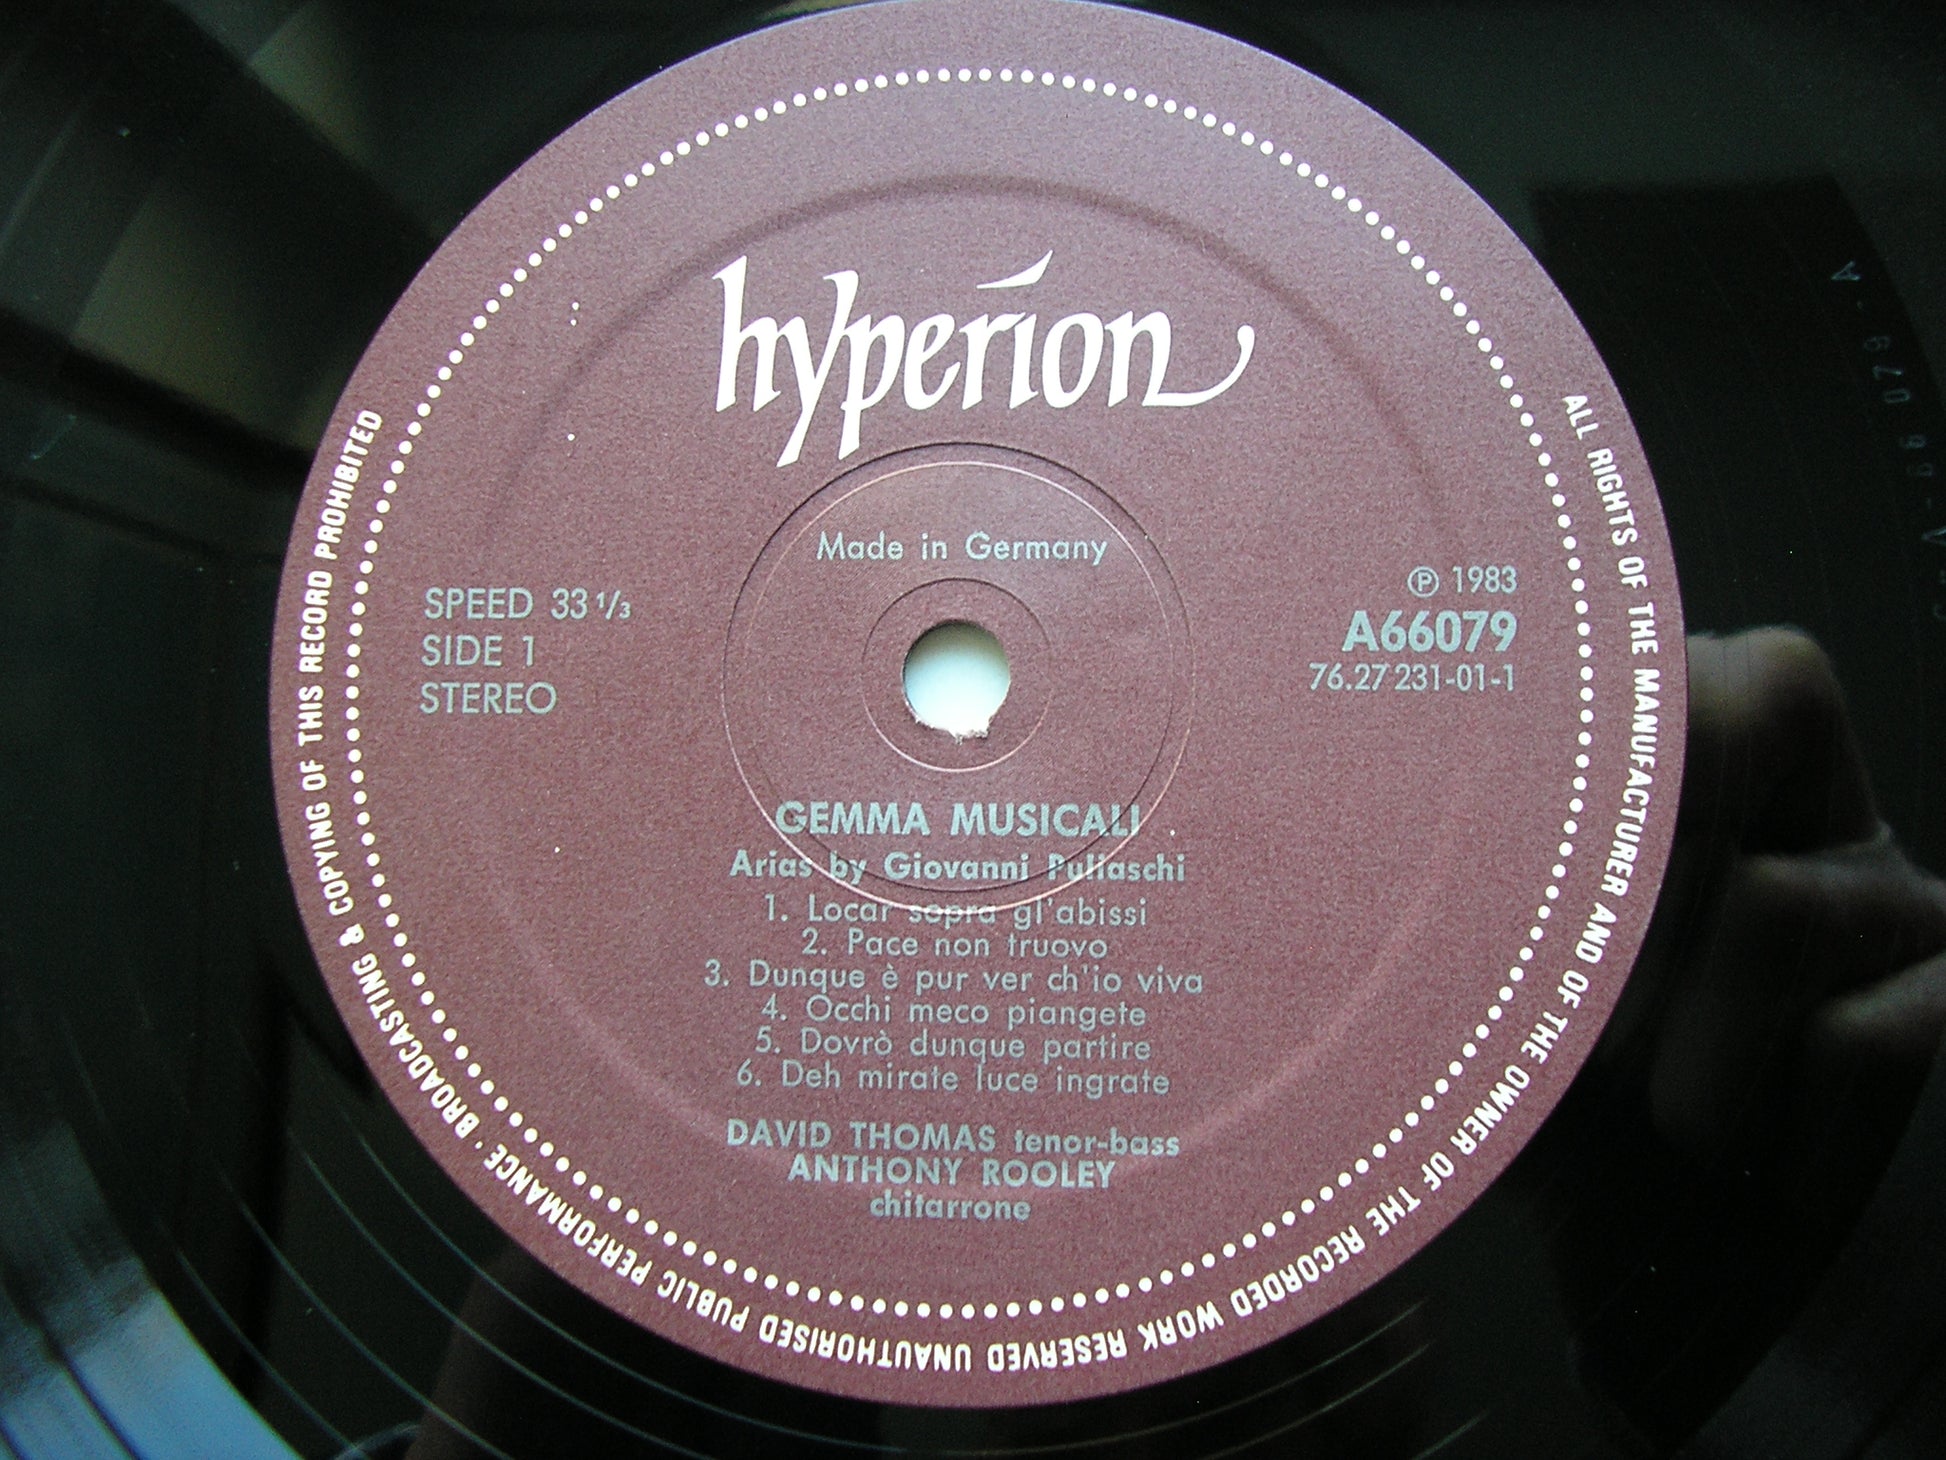 hyperion
Made in Germany
SPEED 33 1/3
SIDE 1
STEREO
℗ 1983
A66079
76.27 231-01-1
GEMMA MUSICALI
Arias by Giovanni Puliaschi
1. Locar sopra gl'abissi
2. Pace non truovo
3. Dunque è pur ver ch'io viva
4. Occhi meco piangete
5. Dovrò dunque partire
6. Deh mirate luce ingrate
DAVID THOMAS tenor-bass
ANTHONY ROOLEY
chitarrone
ALL RIGHTS OF THE MANUFACTURER AND OF THE OWNER OF THE RECORDED WORK RESERVED UNAUTHORISED PUBLIC PERFORMANCE · BROADCASTING & COPYING OF THIS RECORD PROHIBITED